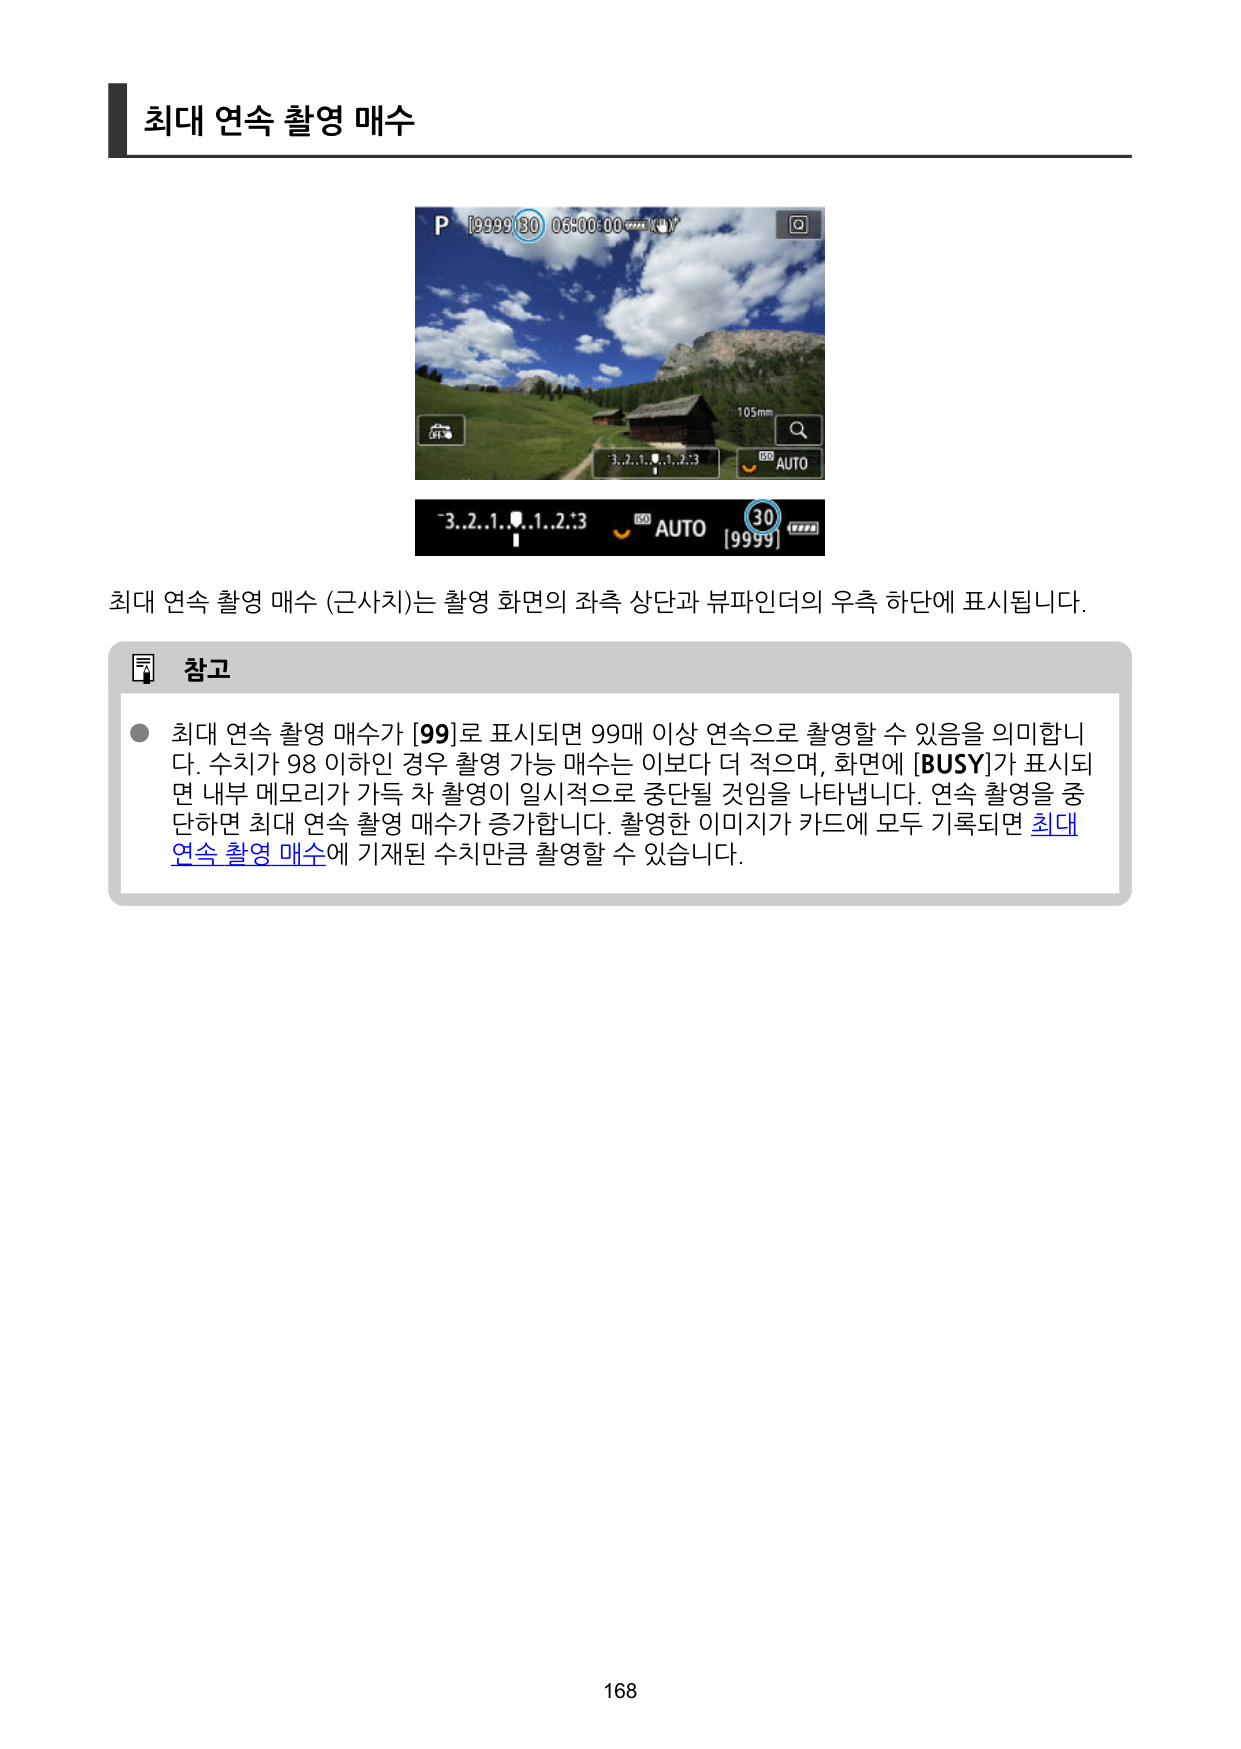 최대 연속 촬영 매수
P [9999] 30 06:00:00
Q
105mm
OFF
-3..2..1..0..1..2..+3
ISO AUTO
-3..2..1..0..1..2..+3 ISO AUTO 30
[9999]
최대 연속 촬영 매수 (근사치)는 촬영 화면의 좌측 상단과 뷰파인더의 우측 하단에 표시됩니다.
참고
● 최대 연속 촬영 매수가 [99]로 표시되면 99매 이상 연속으로 촬영할 수 있음을 의미합니
다. 수치가 98 이하인 경우 촬영 가능 매수는 이보다 더 적으며, 화면에 [BUSY]가 표시되
면 내부 메모리가 가득 차 촬영이 일시적으로 중단될 것임을 나타냅니다. 연속 촬영을 중
단하면 최대 연속 촬영 매수가 증가합니다. 촬영한 이미지가 카드에 모두 기록되면 최대
연속 촬영 매수에 기재된 수치만큼 촬영할 수 있습니다.
168